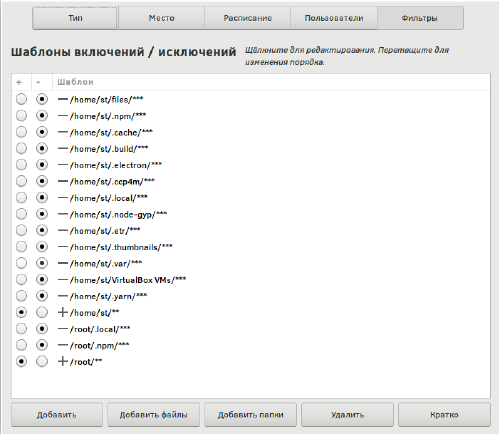 Тип Место Расписание Пользователи Фильтры
Шаблоны включений / исключений
Щёлкните для редактирования. Перетащите для
изменения порядка.
+ - Шаблон
/home/st/files/***
/home/st/.npm/***
/home/st/.cache/***
/home/st/.build/***
/home/st/.electron/***
/home/st/.ccp4m/***
/home/st/.local/***
/home/st/.node-gyp/***
/home/st/.etr/***
/home/st/.thumbnails/***
/home/st/.var/***
/home/st/VirtualBox VMs/***
/home/st/.yarn/***
/home/st/**
/root/.local/***
/root/.npm/***
/root/**
Добавить Добавить файлы Добавить папки Удалить Кратко